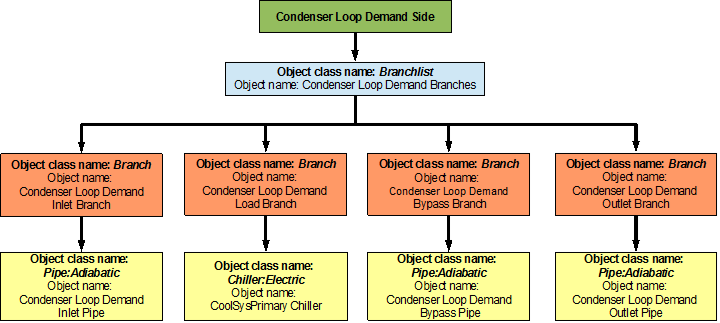 Condenser Loop Demand Side
Object class name: Branchlist
Object name: Condenser Loop Demand Branches
Object class name: Branch
Object name:
Condenser Loop Demand
Inlet Branch
Object class name: Branch
Object name:
Condenser Loop Demand
Load Branch
Object class name: Branch
Object name:
Condenser Loop Demand
Bypass Branch
Object class name: Branch
Object name:
Condenser Loop Demand
Outlet Branch
Object class name:
Pipe:Adiabatic
Object name:
Condenser Loop Demand
Inlet Pipe
Object class name:
Chiller:Electric
Object name:
CoolSysPrimary Chiller
Object class name:
Pipe:Adiabatic
Object name:
Condenser Loop Demand
Bypass Pipe
Object class name:
Pipe:Adiabatic
Object name:
Condenser Loop Demand
Outlet Pipe